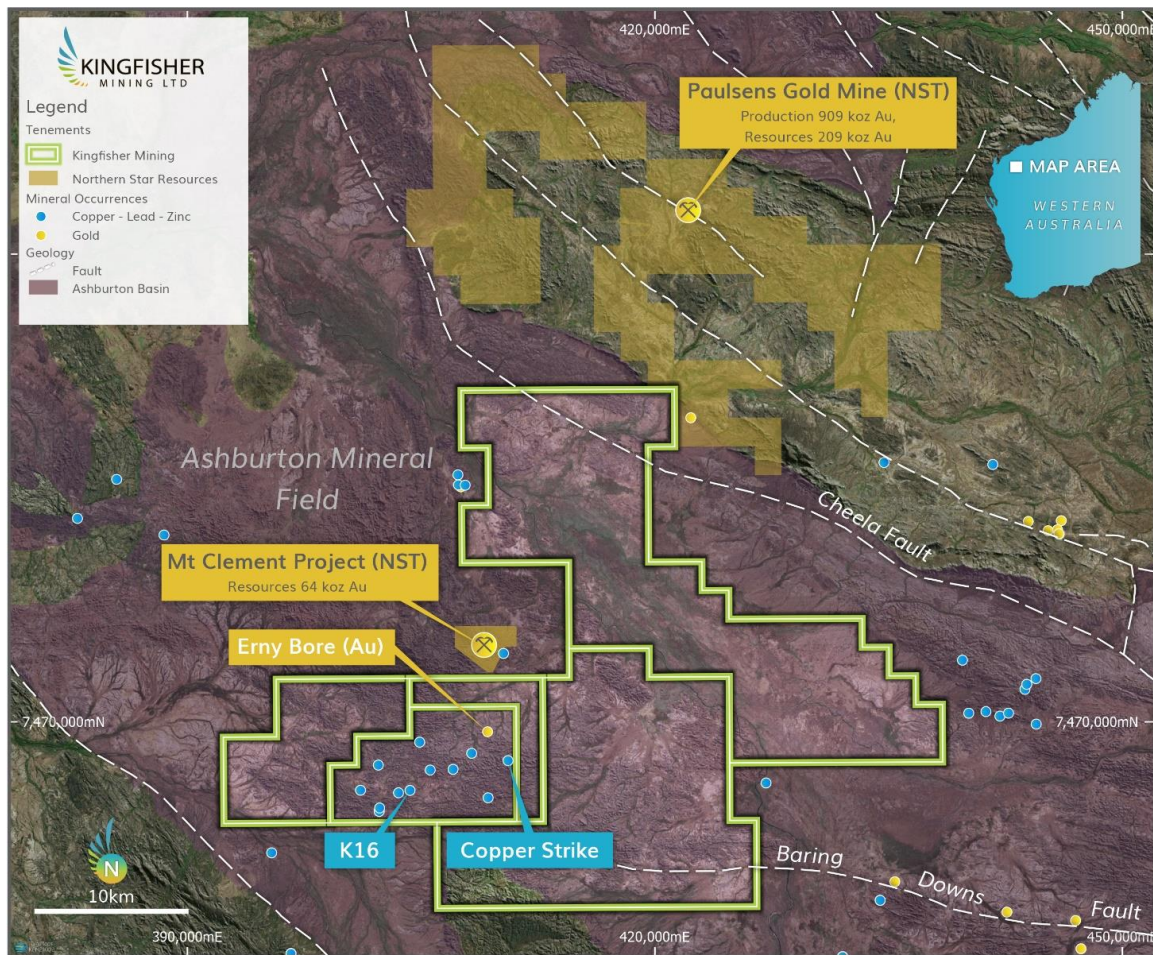 420,000mE
450,000mE
KINGFISHER
MINING LTD
Legend
Tenements
Kingfisher Mining
Northern Star Resources
Mineral Occurrences
Copper - Lead - Zinc
Gold
Geology
Fault
Ashburton Basin
Paulsens Gold Mine (NST)
Production 909 koz Au,
Resources 209 koz Au
MAP AREA
WESTERN
AUSTRALIA
Ashburton Mineral
Field
Cheela Fault
Mt Clement Project (NST)
Resources 64 koz Au
Erny Bore (Au)
7,470,000mN
7,470,000mN
K16
Copper Strike
Baring
Downs
Fault
N
10km
390,000mE
420,000mE
450,000mE